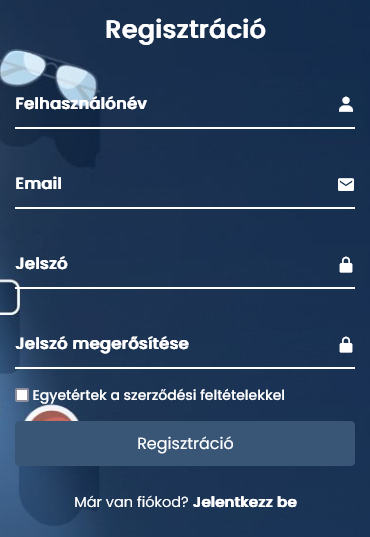 Regisztráció
Felhasználónév
Email
Jelszó
Jelszó megerősítése
Egyetértek a szerződési feltételekkel
Regisztráció
Már van fiókod? Jelentkezz be